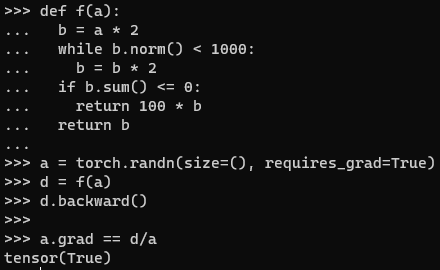 >>> def f(a):
...   b = a * 2
...   while b.norm() < 1000:
...     b = b * 2
...   if b.sum() <= 0:
...     return 100 * b
...   return b
...
>>> a = torch.randn(size=(), requires_grad=True)
>>> d = f(a)
>>> d.backward()
>>>
>>> a.grad == d/a
tensor(True)